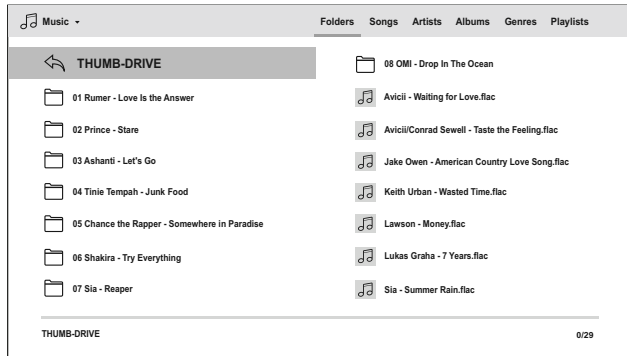 Music
Folders Songs Artists Albums Genres Playlists
THUMB-DRIVE
01 Rumer - Love Is the Answer
02 Prince - Stare
03 Ashanti - Let's Go
04 Tinie Tempah - Junk Food
05 Chance the Rapper - Somewhere in Paradise
06 Shakira - Try Everything
07 Sia - Reaper
08 OMI - Drop In The Ocean
Avicii - Waiting for Love.flac
Avicii/Conrad Sewell - Taste the Feeling.flac
Jake Owen - American Country Love Song.flac
Keith Urban - Wasted Time.flac
Lawson - Money.flac
Lukas Graha - 7 Years.flac
Sia - Summer Rain.flac
THUMB-DRIVE
0/29